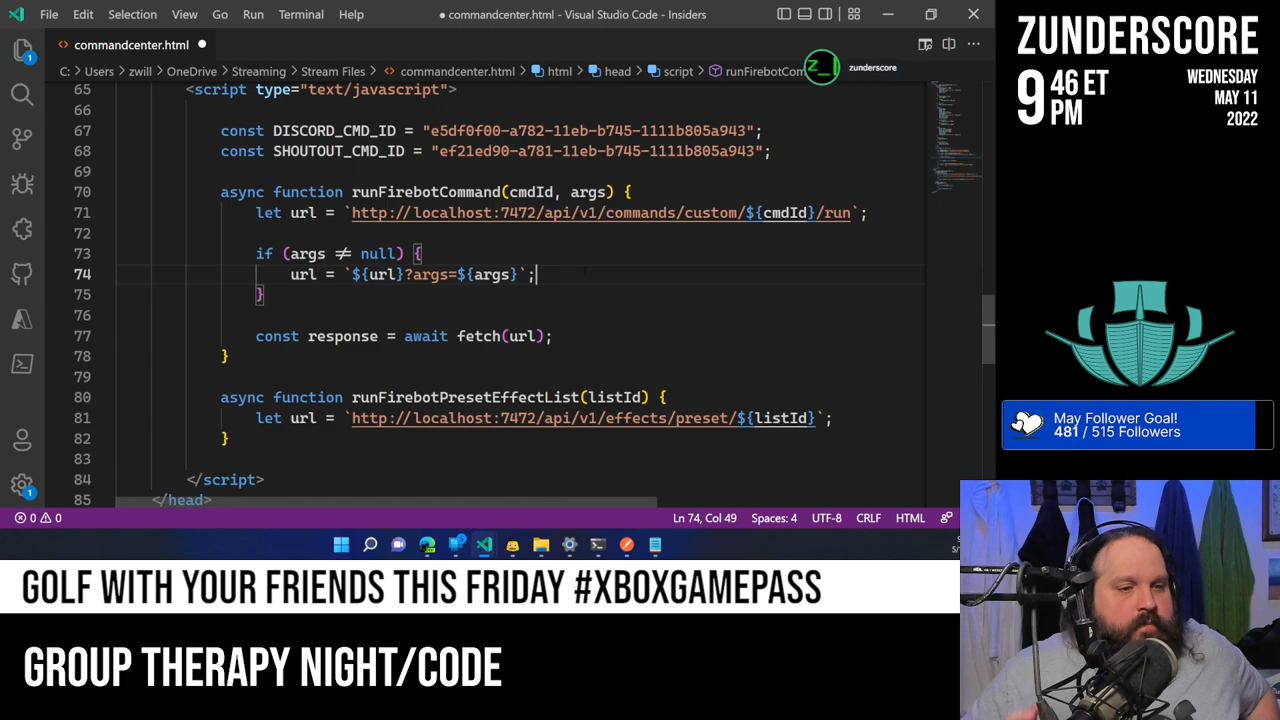 File Edit Selection View Go Run Terminal Help
● commandcenter.html - Visual Studio Code - Insiders
commandcenter.html
C: > Users > zwill > OneDrive > Streaming > Stream Files > commandcenter.html > html > head > script > runFirebotCom
z_| zunderscore
65 <script type="text/javascript">
66
67 const DISCORD_CMD_ID = "e5df0f00-a782-11eb-b745-1111b805a943";
68 const SHOUTOUT_CMD_ID = "ef21ed90-a781-11eb-b745-1111b805a943";
69
70 async function runFirebotCommand(cmdId, args) {
71 let url = `http://localhost:7472/api/v1/commands/custom/${cmdId}/run`;
72
73 if (args ≠ null) {
74 url = `${url}?args=${args}`;
75 }
76
77 const response = await fetch(url);
78 }
79
80 async function runFirebotPresetEffectList(listId) {
81 let url = `http://localhost:7472/api/v1/effects/preset/${listId}`;
82 }
83
84 </script>
85 </head>
1
1
0 0 Ln 74, Col 49 Spaces: 4 UTF-8 CRLF HTML
ZUNDERSCORE
9 46 ET PM
WEDNESDAY
MAY 11
2022
May Follower Goal!
481 / 515 Followers
GOLF WITH YOUR FRIENDS THIS FRIDAY #XBOXGAMEPASS
GROUP THERAPY NIGHT/CODE